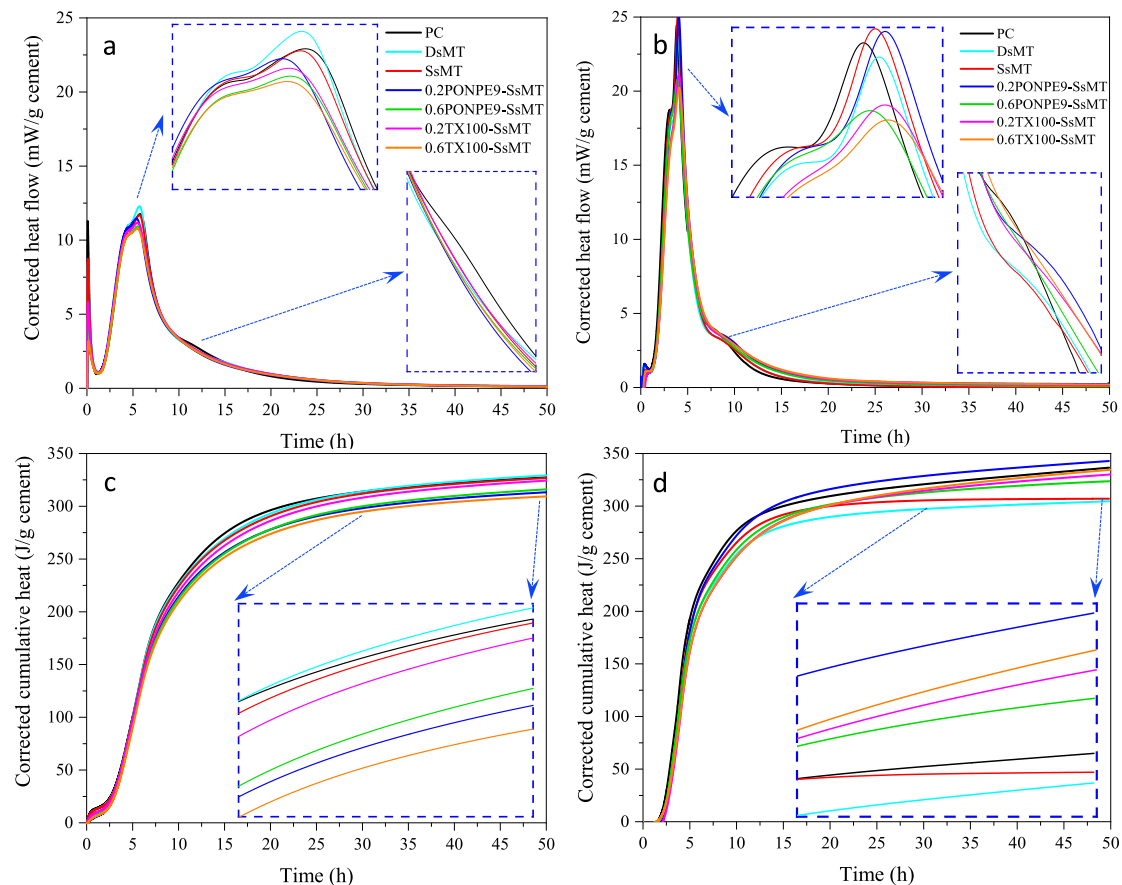 a
PC
DsMT
SsMT
0.2PONPE9-SsMT
0.6PONPE9-SsMT
0.2TX100-SsMT
0.6TX100-SsMT
Corrected heat flow (mW/g cement)
25
20
15
10
5
0
0 5 10 15 20 25 30 35 40 45 50
Time (h)
b
PC
DsMT
SsMT
0.2PONPE9-SsMT
0.6PONPE9-SsMT
0.2TX100-SsMT
0.6TX100-SsMT
Corrected heat flow (mW/g cement)
25
20
15
10
5
0
0 5 10 15 20 25 30 35 40 45 50
Time (h)
c
Corrected cumulative heat (J/g cement)
350
300
250
200
150
100
50
0
0 5 10 15 20 25 30 35 40 45 50
Time (h)
d
Corrected cumulative heat (J/g cement)
350
300
250
200
150
100
50
0
0 5 10 15 20 25 30 35 40 45 50
Time (h)